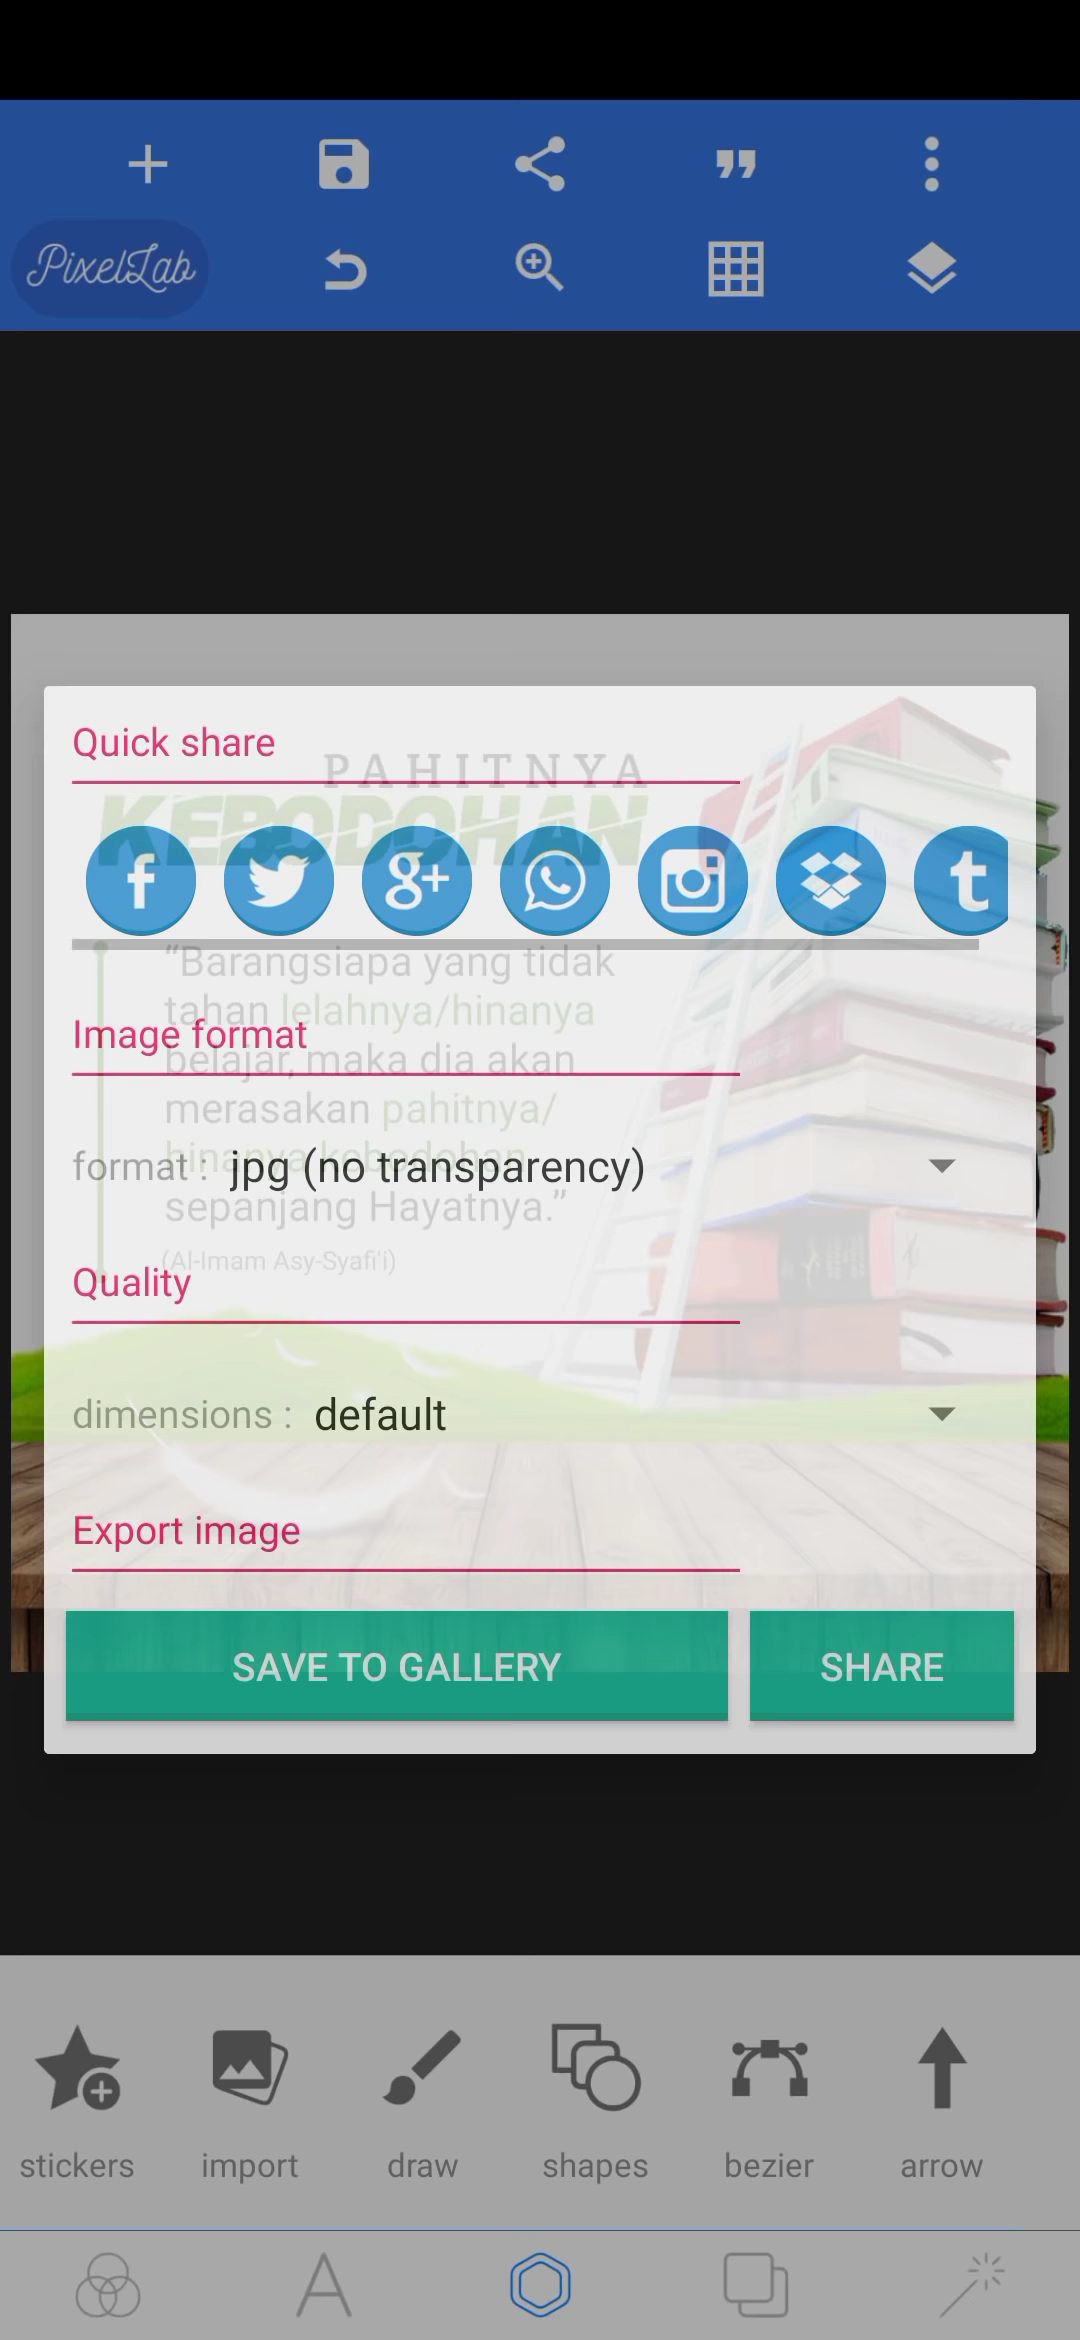 PixelLab
Quick share
PAHITNYA
KEBODOHAN
“Barangsiapa yang tidak
tahan lelahnya/hinanya
Image format
belajar, maka dia akan
merasakan pahitnya/
hinanya kebodohan
format : jpg (no transparency)
sepanjang Hayatnya.”
(Al-Imam Asy-Syafi'i)
Quality
dimensions : default
Export image
SAVE TO GALLERY SHARE
stickers import draw shapes bezier arrow